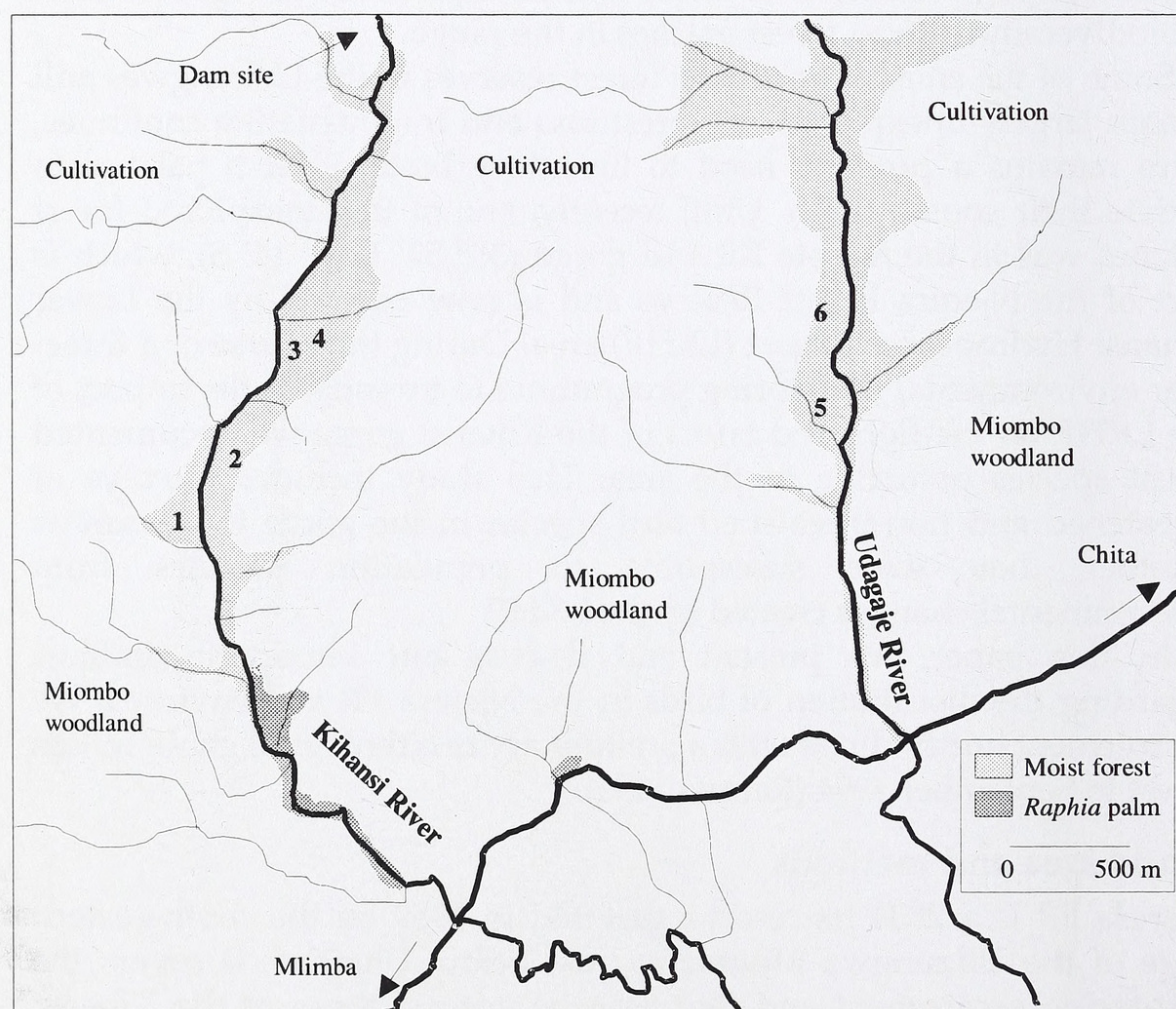 Dam site
Cultivation
Cultivation
Cultivation
6
3
4
5
2
1
Miombo
woodland
Udagaje River
Chita
Miombo
woodland
Miombo
woodland
Kihansi River
Moist forest
Raphia palm
0
500 m
Mlimba